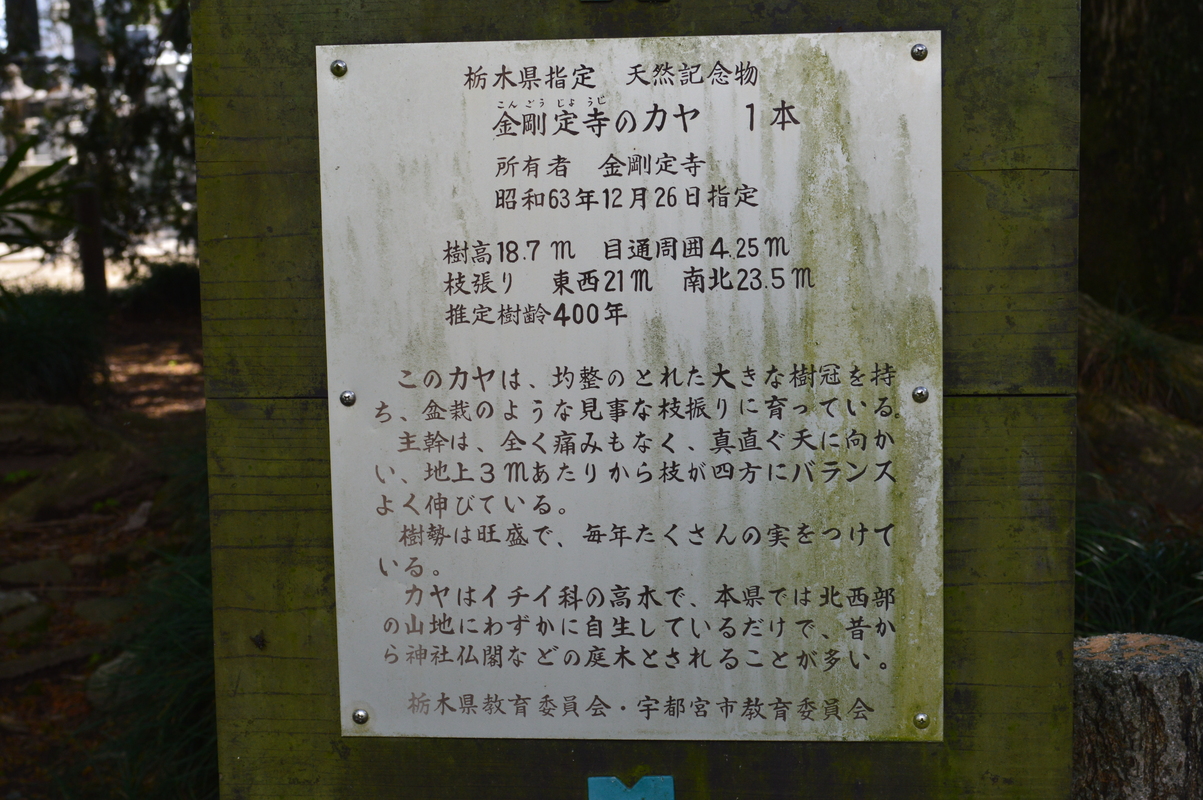 栃木県指定　天然記念物
こんごうじょうじ
金剛定寺のカヤ　1本
所有者　金剛定寺
昭和63年12月26日指定
樹高18.7m　目通周囲4.25m
枝張り　東西21m　南北23.5m
推定樹齢400年
このカヤは、均整のとれた大きな樹冠を持
ち、盆栽のような見事な枝振りに育っている。
主幹は、全く痛みもなく、真直ぐ天に向か
い、地上3mあたりから枝が四方にバランス
よく伸びている。
樹勢は旺盛で、毎年たくさんの実をつけて
いる。
カヤはイチイ科の高木で、本県では北西部
の山地にわずかに自生しているだけで、昔か
ら神社仏閣などの庭木とされることが多い。
栃木県教育委員会・宇都宮市教育委員会